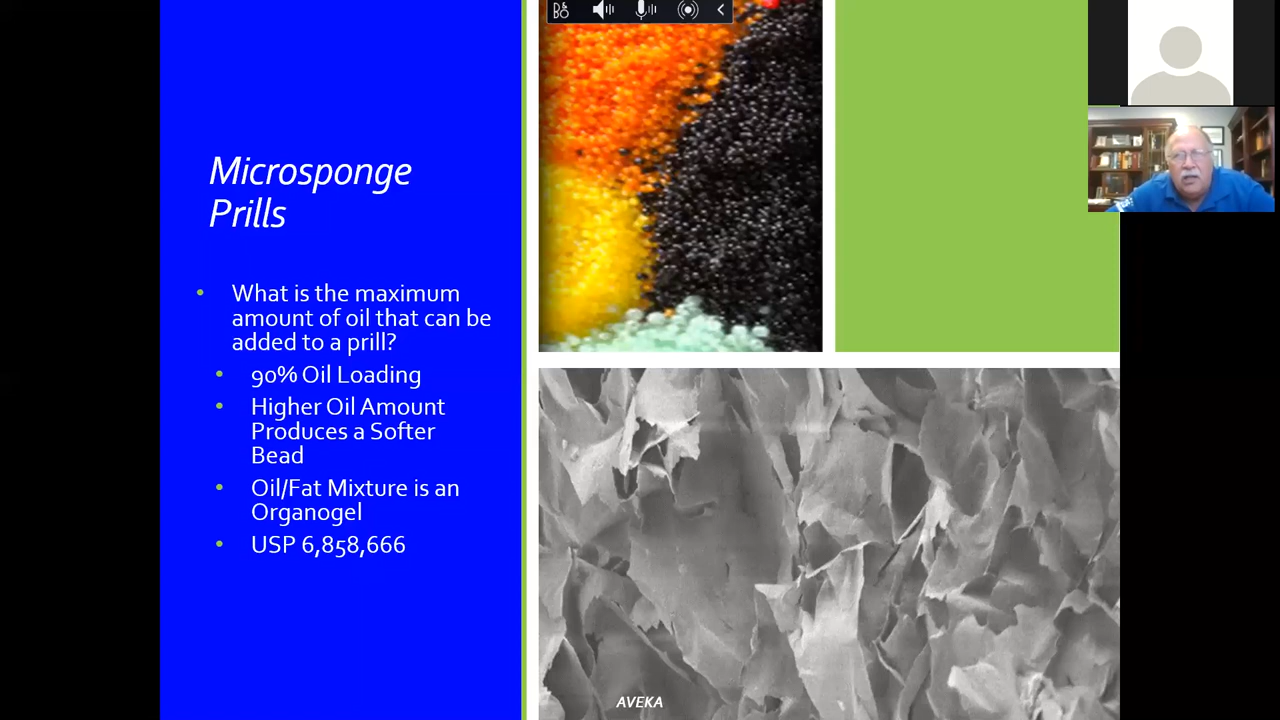 Microsponge
Prills
• What is the maximum
amount of oil that can be
added to a prill?
• 90% Oil Loading
• Higher Oil Amount
Produces a Softer
Bead
• Oil/Fat Mixture is an
Organogel
• USP 6,858,666
AVEKA